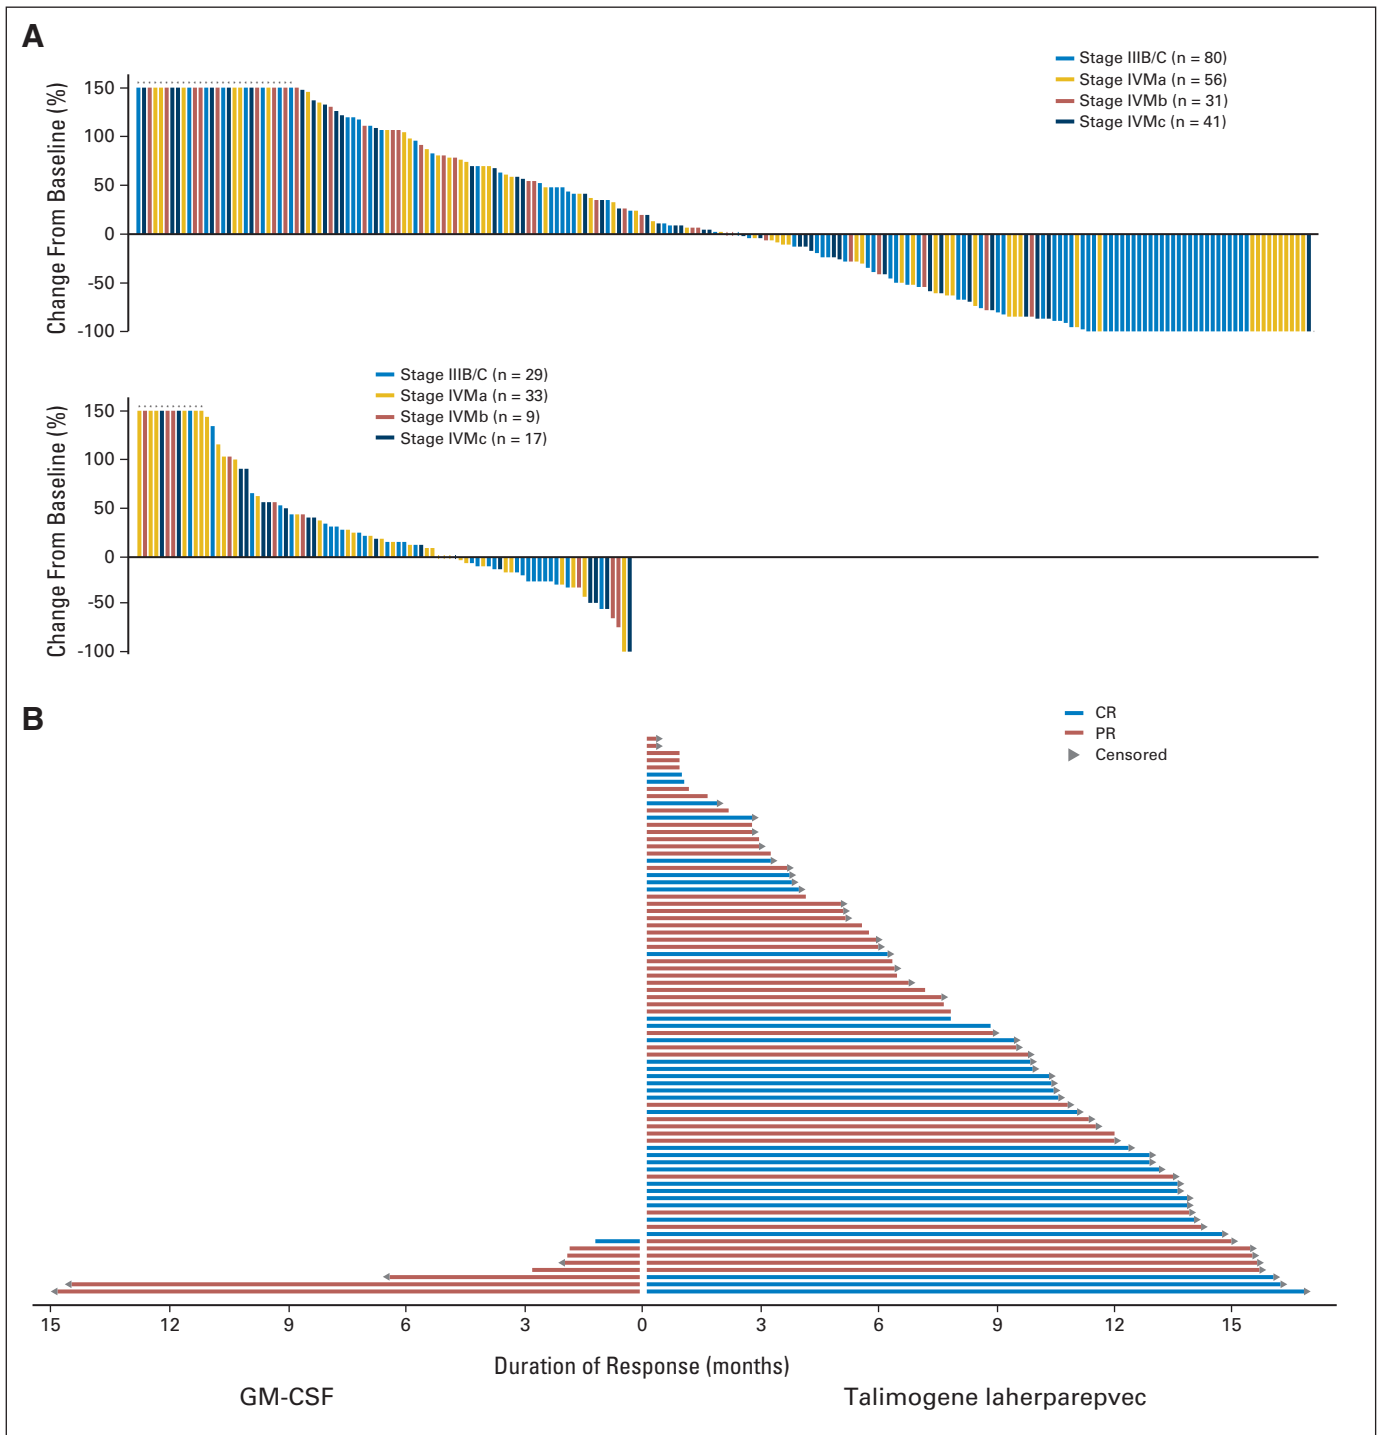 A
Stage IIIB/C (n = 80)
Stage IVMa (n = 56)
Stage IVMb (n = 31)
Stage IVMc (n = 41)
Change From Baseline (%)
150
100
50
0
-50
-100
Stage IIIB/C (n = 29)
Stage IVMa (n = 33)
Stage IVMb (n = 9)
Stage IVMc (n = 17)
Change From Baseline (%)
150
100
50
0
-50
-100
B
CR
PR
Censored
15 12 9 6 3 0 3 6 9 12 15
Duration of Response (months)
GM-CSF Talimogene laherparepvec